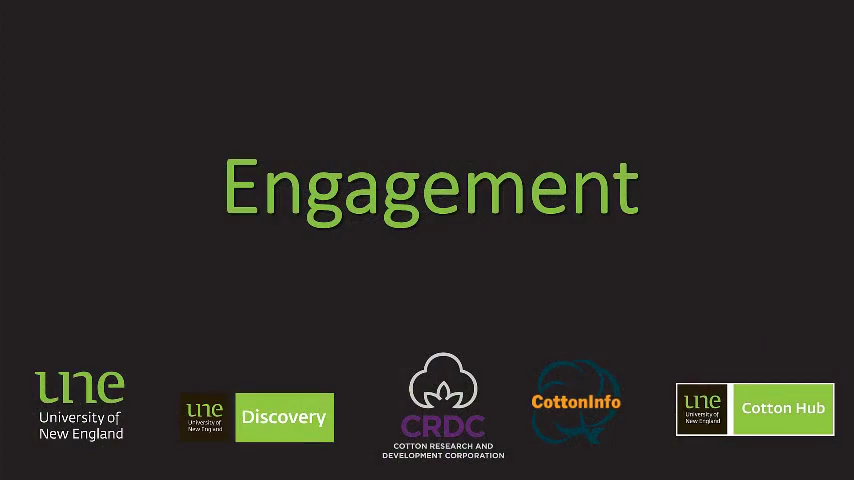 Engagement
une
University of
New England
une
University of
New England
Discovery
CRDC
COTTON RESEARCH AND
DEVELOPMENT CORPORATION
CottonInfo
une
University of
New England
Cotton Hub